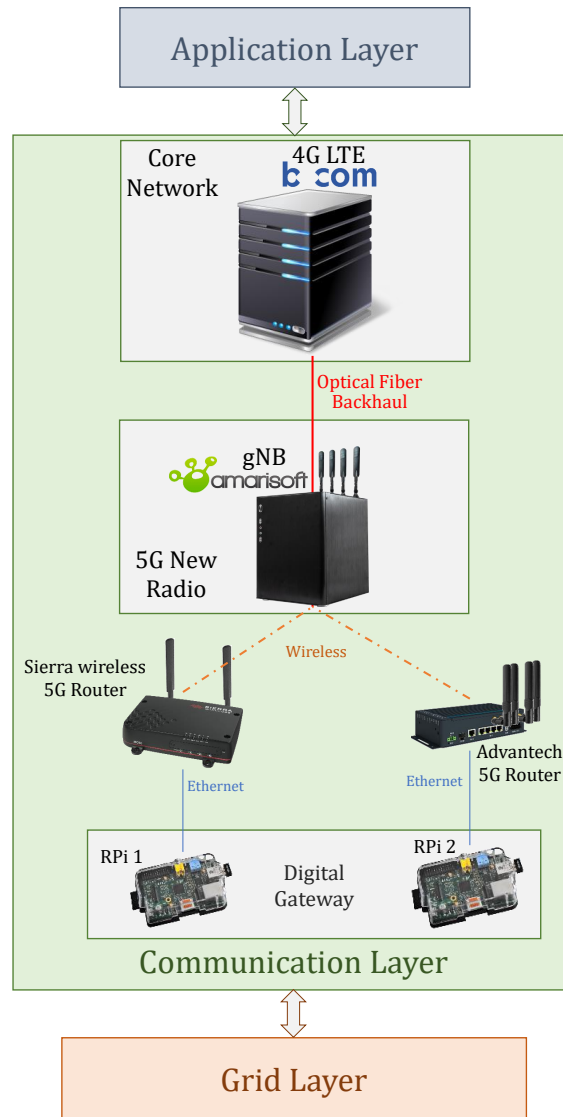 Application Layer
Core
Network
4G LTE
b com
Optical Fiber
Backhaul
gNB
amarisoft
5G New
Radio
Wireless
Sierra wireless
5G Router
SIERRA
Advantech
5G Router
Ethernet
Ethernet
RPi 1
RPi 2
Digital
Gateway
Communication Layer
Grid Layer